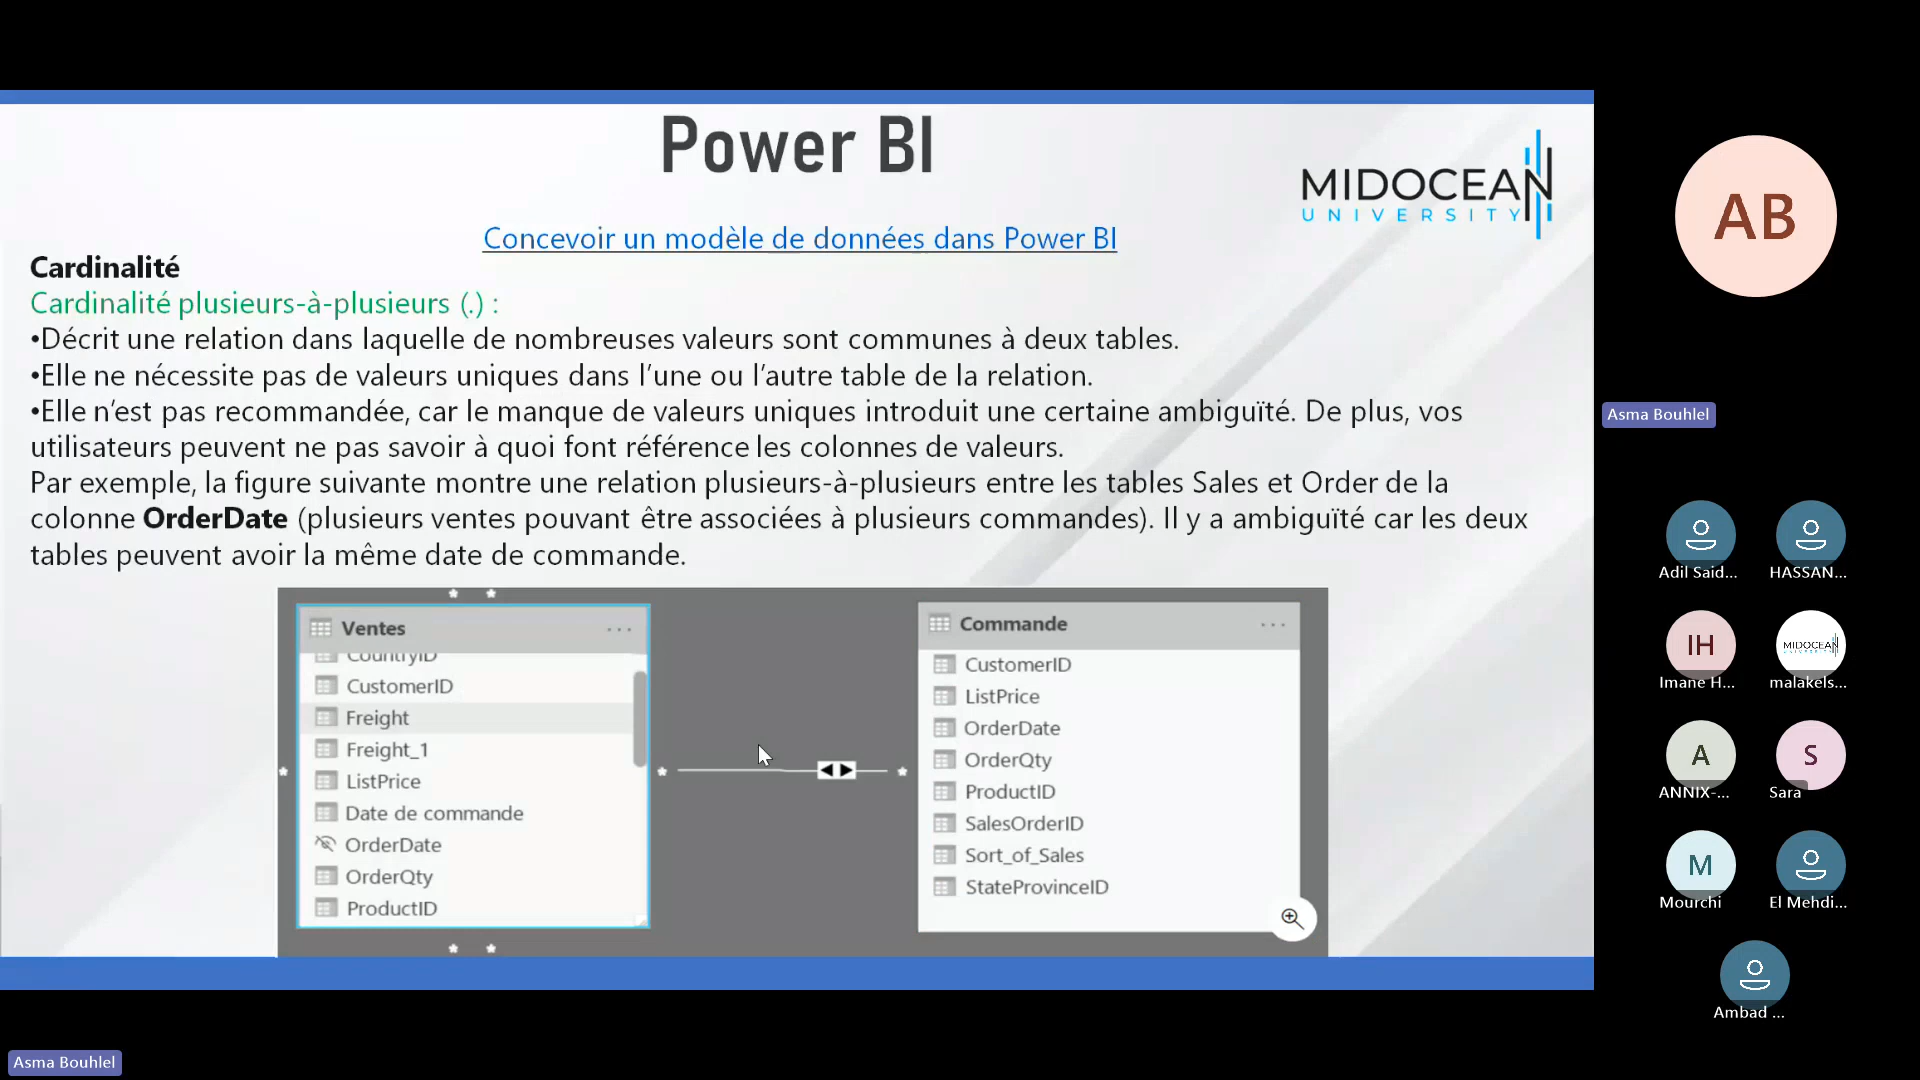 Power BI
MIDOCEAN
UNIVERSITY
Concevoir un modèle de données dans Power BI
Cardinalité
Cardinalité plusieurs-à-plusieurs (.) :
•Décrit une relation dans laquelle de nombreuses valeurs sont communes à deux tables.
•Elle ne nécessite pas de valeurs uniques dans l’une ou l’autre table de la relation.
•Elle n’est pas recommandée, car le manque de valeurs uniques introduit une certaine ambiguïté. De plus, vos
utilisateurs peuvent ne pas savoir à quoi font référence les colonnes de valeurs.
Par exemple, la figure suivante montre une relation plusieurs-à-plusieurs entre les tables Sales et Order de la
colonne OrderDate (plusieurs ventes pouvant être associées à plusieurs commandes). Il y a ambiguïté car les deux
tables peuvent avoir la même date de commande.
Ventes
CountryID
CustomerID
Freight
Freight_1
ListPrice
Date de commande
OrderDate
OrderQty
ProductID
Commande
CustomerID
ListPrice
OrderDate
OrderQty
ProductID
SalesOrderID
Sort_of_Sales
StateProvinceID
AB
Asma Bouhlel
Adil Said...
HASSAN...
IH
Imane H...
MIDOCEAN
malakels...
A
ANNIX-...
S
Sara
M
Mourchi
El Mehdi...
Ambad ...
Asma Bouhlel